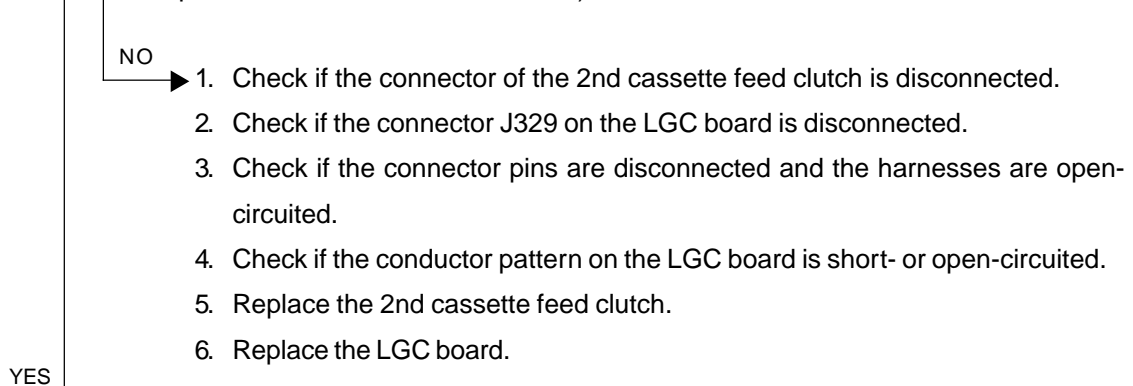 NO
1. Check if the connector of the 2nd cassette feed clutch is disconnected.
2. Check if the connector J329 on the LGC board is disconnected.
3. Check if the connector pins are disconnected and the harnesses are open-
circuited.
4. Check if the conductor pattern on the LGC board is short- or open-circuited.
5. Replace the 2nd cassette feed clutch.
6. Replace the LGC board.
YES